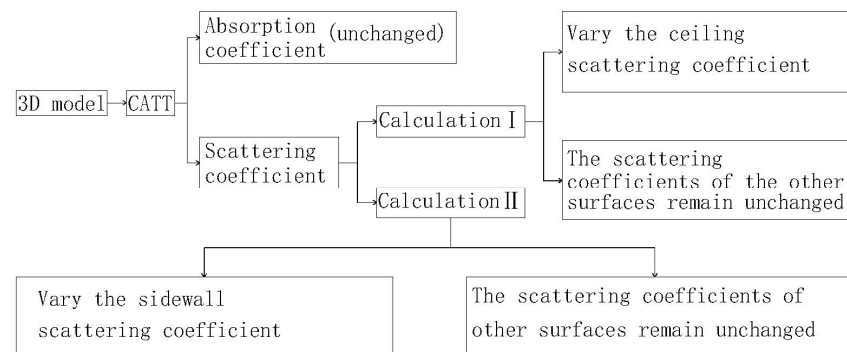 Absorption
coefficient (unchanged)
3D model
CATT
Scattering
coefficient
Calculation Ⅰ
Calculation Ⅱ
Vary the ceiling
scattering coefficient
The scattering
coefficients of the other
surfaces remain unchanged
Vary the sidewall
scattering coefficient
The scattering coefficients of
other surfaces remain unchanged